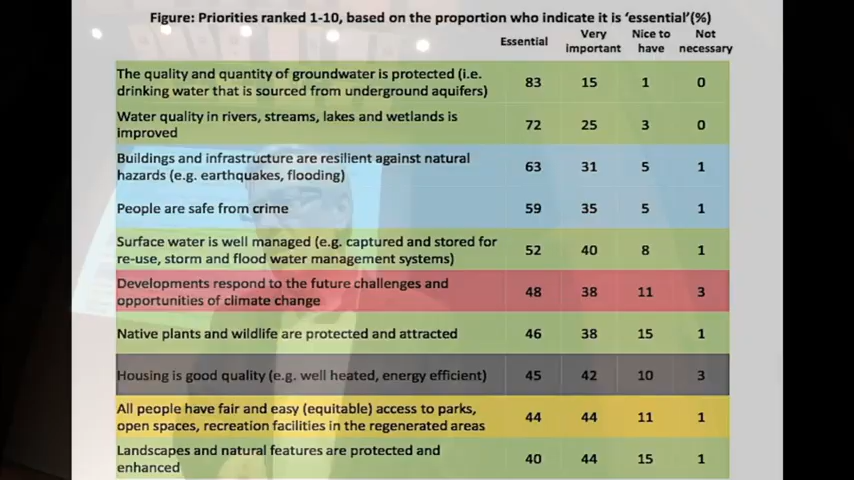 Figure: Priorities ranked 1-10, based on the proportion who indicate it is ‘essential’(%)
Essential Very important Nice to have Not necessary
The quality and quantity of groundwater is protected (i.e.
drinking water that is sourced from underground aquifers) 83 15 1 0
Water quality in rivers, streams, lakes and wetlands is
improved 72 25 3 0
Buildings and infrastructure are resilient against natural
hazards (e.g. earthquakes, flooding) 63 31 5 1
People are safe from crime 59 35 5 1
Surface water is well managed (e.g. captured and stored for
re-use, storm and flood water management systems) 52 40 8 1
Developments respond to the future challenges and
opportunities of climate change 48 38 11 3
Native plants and wildlife are protected and attracted 46 38 15 1
Housing is good quality (e.g. well heated, energy efficient) 45 42 10 3
All people have fair and easy (equitable) access to parks,
open spaces, recreation facilities in the regenerated areas 44 44 11 1
Landscapes and natural features are protected and
enhanced 40 44 15 1